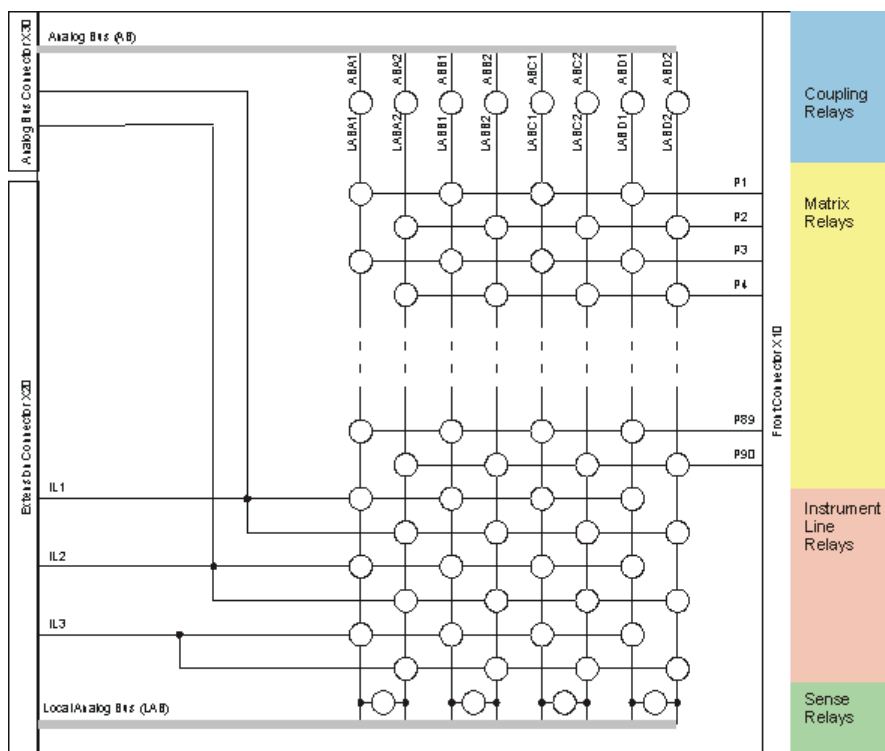 Analog Bus Connector X30
Analog Bus (AB)
ABA1
ABA2
ABB1
ABB2
ABC1
ABC2
ABD1
ABD2
LABA1
LABA2
LABB1
LABB2
LABC1
LABC2
LABD1
LABD2
Coupling
Relays
P1
P2
P3
P4
Matrix
Relays
Front Connector X10
Extension Connector X20
P89
P90
IL1
IL2
IL3
Instrument
Line
Relays
Local Analog Bus (LAB)
Sense
Relays